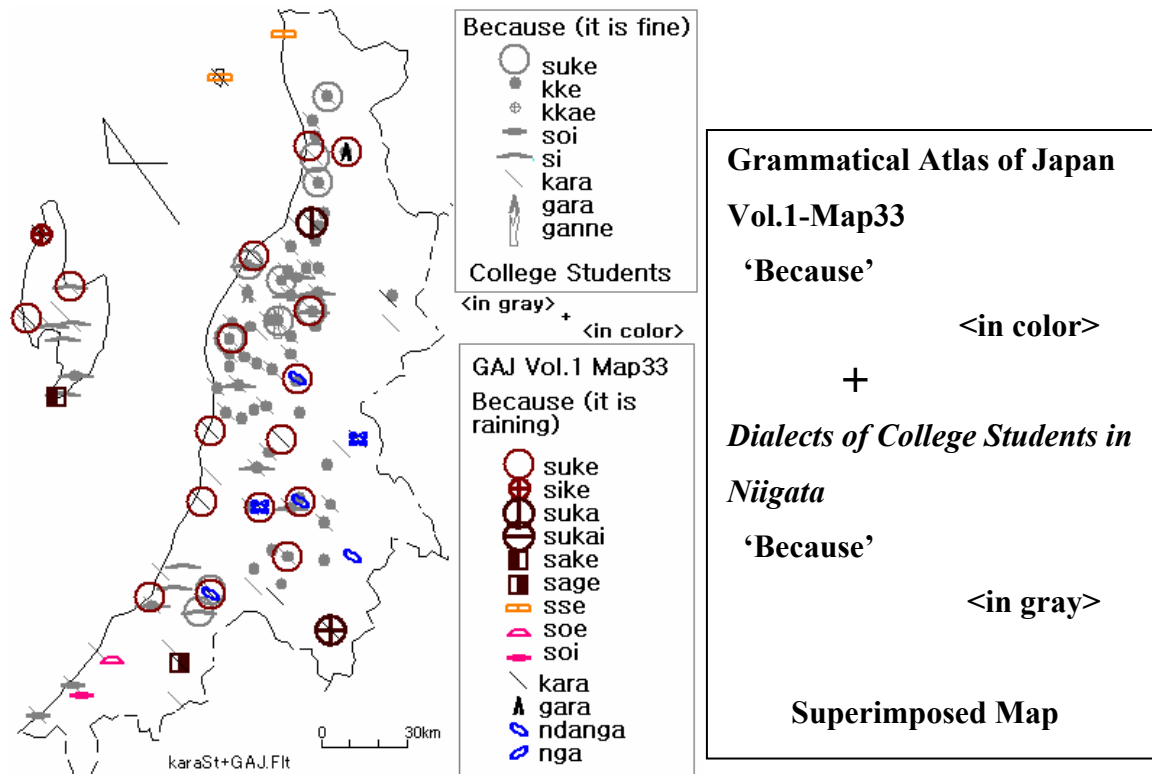 Because (it is fine)
suke
kke
kkae
soi
si
kara
gara
ganne
College Students
<in gray>
+
<in color>
GAJ Vol.1 Map33
Because (it is
raining)
suke
sike
suka
sukai
sake
sage
sse
soe
soi
kara
gara
ndanga
nga
0 30km
karaSt+GAJ.Flt
Grammatical Atlas of Japan
Vol.1-Map33
‘Because’
<in color>
+
Dialects of College Students in
Niigata
‘Because’
<in gray>
Superimposed Map